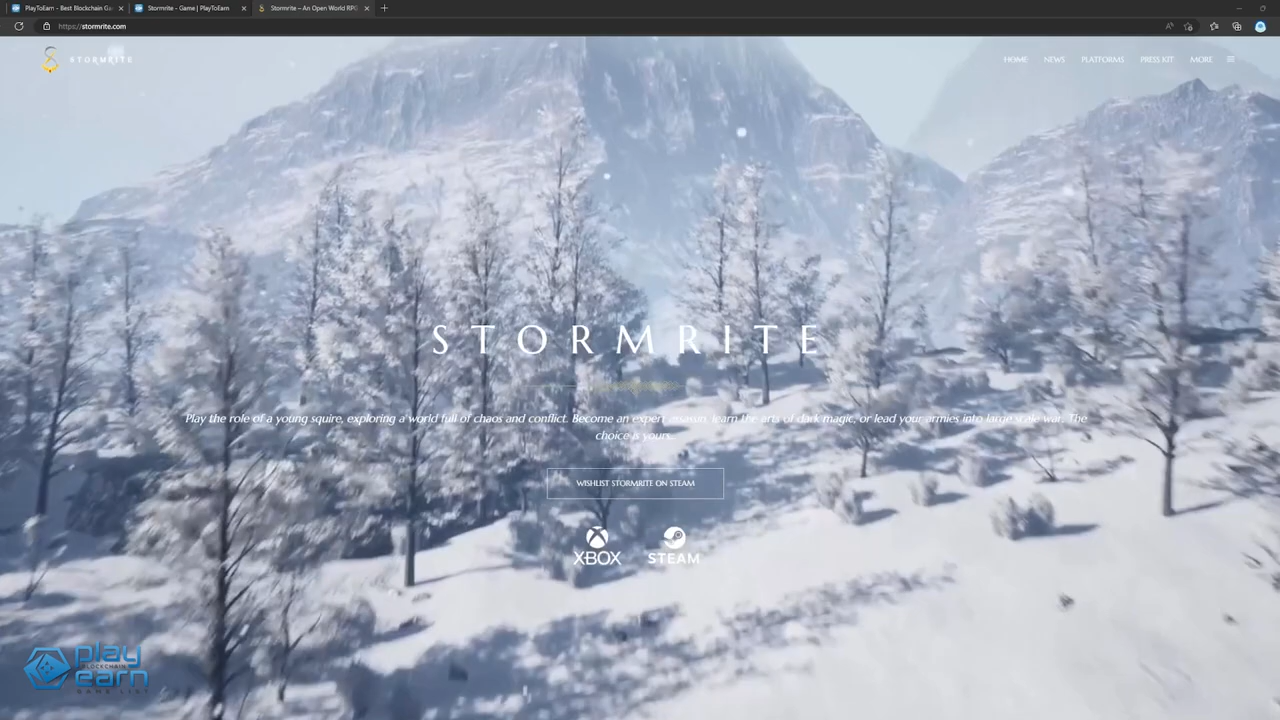 PlayToEarn - Best Blockchain Ga
Stormrite - Game | PlayToEarn
Stormrite – An Open World RPG
https://stormrite.com
STORMRITE
HOME NEWS PLATFORMS PRESS KIT MORE
STORMRITE
Play the role of a young squire, exploring a world full of chaos and conflict. Become an expert assassin, learn the arts of dark magic, or lead your armies into large scale war. The
choice is yours..
WISHLIST STORMRITE ON STEAM
XBOX STEAM
play
BLOCKCHAIN
earn
GAME LIST